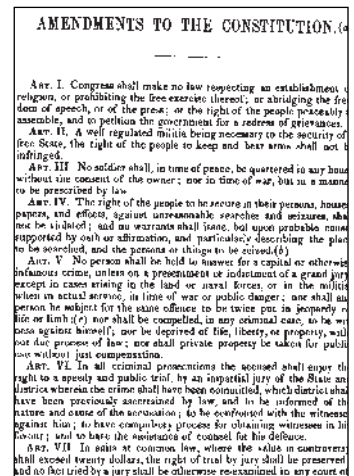 AMENDMENTS TO THE CONSTITUTION.(a
ART. I. Congress shall make no law respecting an establishment
religion, or prohibiting the free exercise thereof; or abridging the fre
dom of speech, or of the press; or the right of the people peaceably
assemble, and to petition the government for a redress of grievances.
ART. II. A well regulated militia being necessary to the security of
free State, the right of the people to keep and bear arms shall not b
infringed.
ART. III No soldier shall, in time of peace, be quartered in any hous
without the consent of the owner; nor in time of war, but in a manne
to be prescribed by law
ART. IV. The right of the people to be secure in their persons, houses
papers, and effects, against unreasonable searches and seizures, sha
not be violated; and no warrants shall issue, but upon probable cause
supported by oath or affirmation, and particularly describing the plac
to be searched, and the persons or things to be seized.(b)
ART. V No person shall be held to answer for a capital or otherwise
infamous crime, unless on a presentment or indictment of a grand jury
except in cases arising in the land or naval forces, or in the militia
when in actual service, in time of war or public danger; nor shall any
person be subject for the same offence to be twice put in jeopardy o
life or limb;(c) nor shall be compelled, in any criminal case, to be wit
ness against himself; nor be deprived of life, liberty, or property, with
out due process of law; nor shall private property be taken for publi
use without just compensation.
ART. VI. In all criminal prosecutions the accused shall enjoy th
right to a speedy and public trial, by an impartial jury of the State an
district wherein the crime shall have been committed, which district shal
have been previously ascertained by law, and to be informed of th
nature and cause of the accusation; to be confronted with the witnesse
against him; to have compulsory process for obtaining witnesses in hi
favour; and to have the assistance of counsel for his defence.
ART. VII In suits at common law, where the value in controversy
shall exceed twenty dollars, the right of trial by jury shall be preserved
and no fact tried by a jury shall be otherwise re-examined in any court